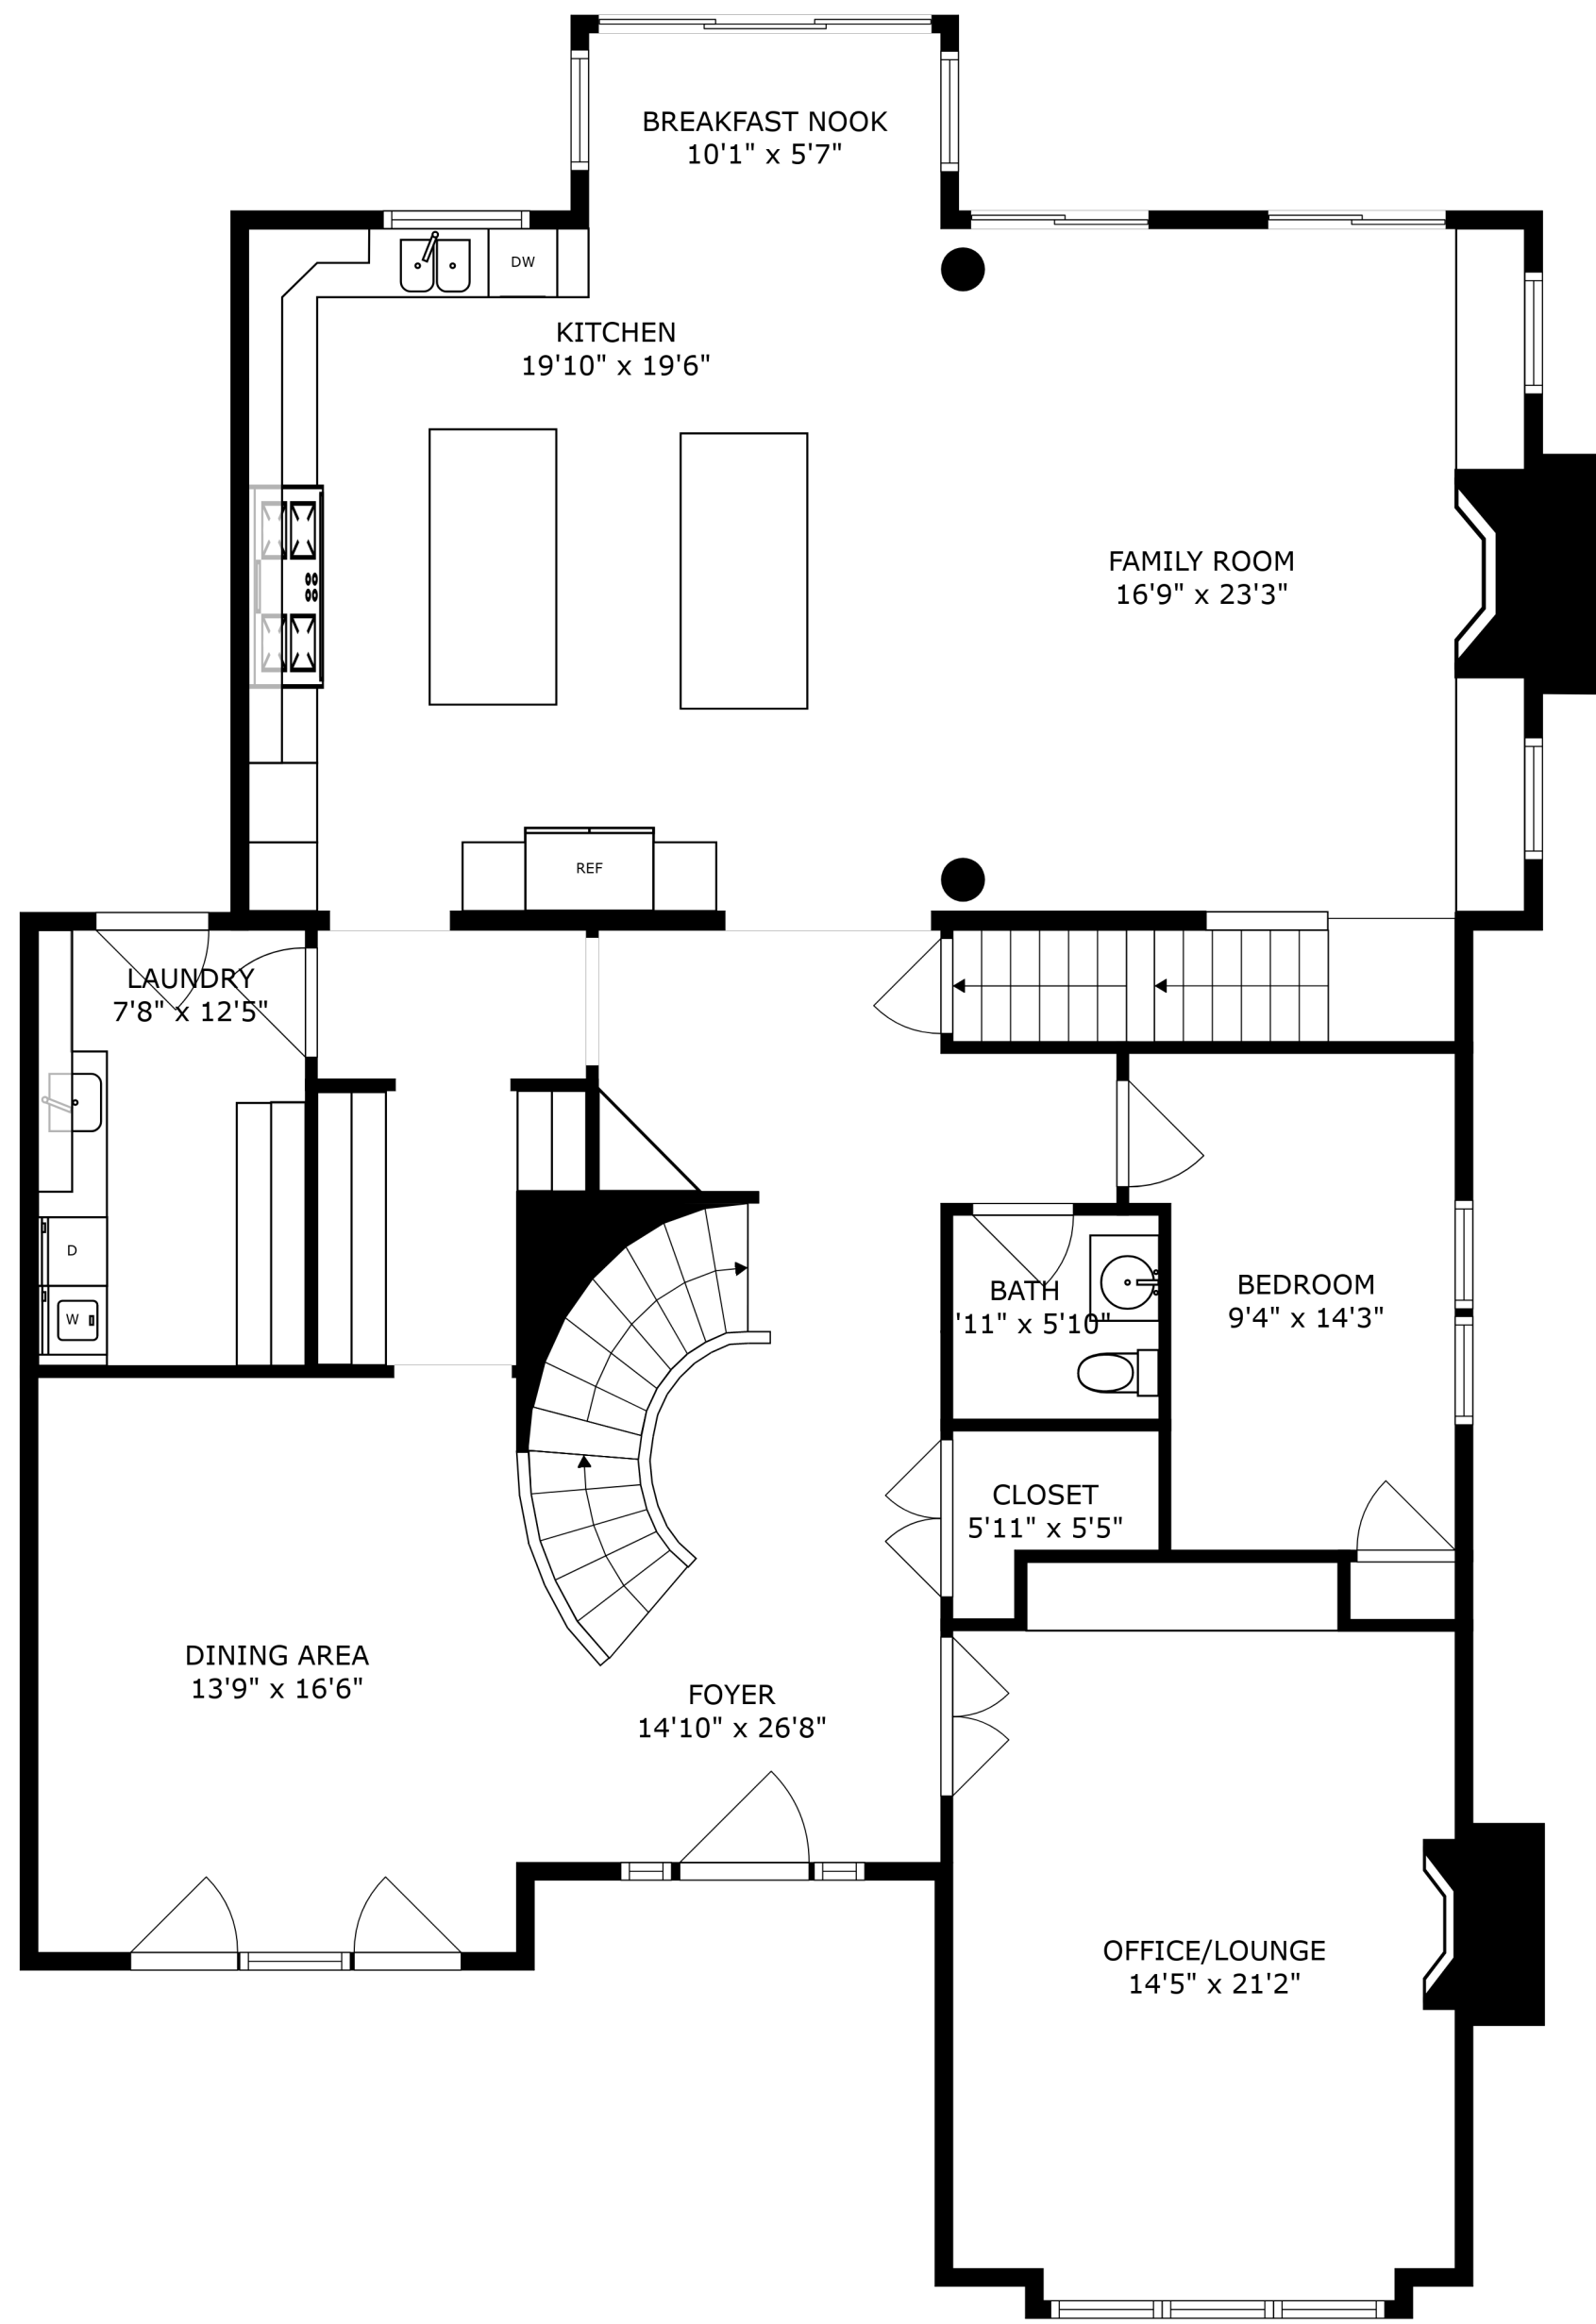 BREAKFAST NOOK
10'1" x 5'7"
DW
KITCHEN
19'10" x 19'6"
FAMILY ROOM
16'9" x 23'3"
REF
LAUNDRY
7'8" x 12'5"
D
W
BATH
'11" x 5'10"
BEDROOM
9'4" x 14'3"
CLOSET
5'11" x 5'5"
DINING AREA
13'9" x 16'6"
FOYER
14'10" x 26'8"
OFFICE/LOUNGE
14'5" x 21'2"